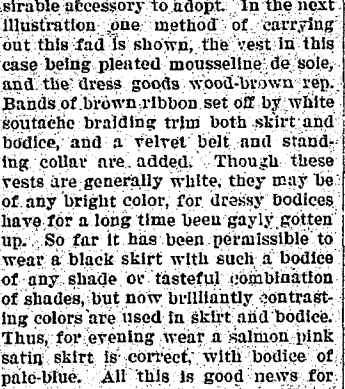 sirable accessory to adopt. In the next
illustration one method of carrying
out this fad is shown, the vest in this
case being pleated mousseline de sole,
and the dress goods wood-brown rep.
Bands of brown ribbon set off by white
soutache braiding trim both skirt and
bodice, and a velvet belt and stand-
ing collar are added. Though these
vests are generally white, they may be
of any bright color, for dressy bodices
have for a long time been gayly gotten
up. So far it has been permissible to
wear a black skirt with such a bodice
of any shade or tasteful combination
of shades, but now brilliantly contrast-
ing colors are used in skirt and bodice.
Thus, for evening wear a salmon pink
satin skirt is correct, with bodice of
pale-blue. All this is good news for